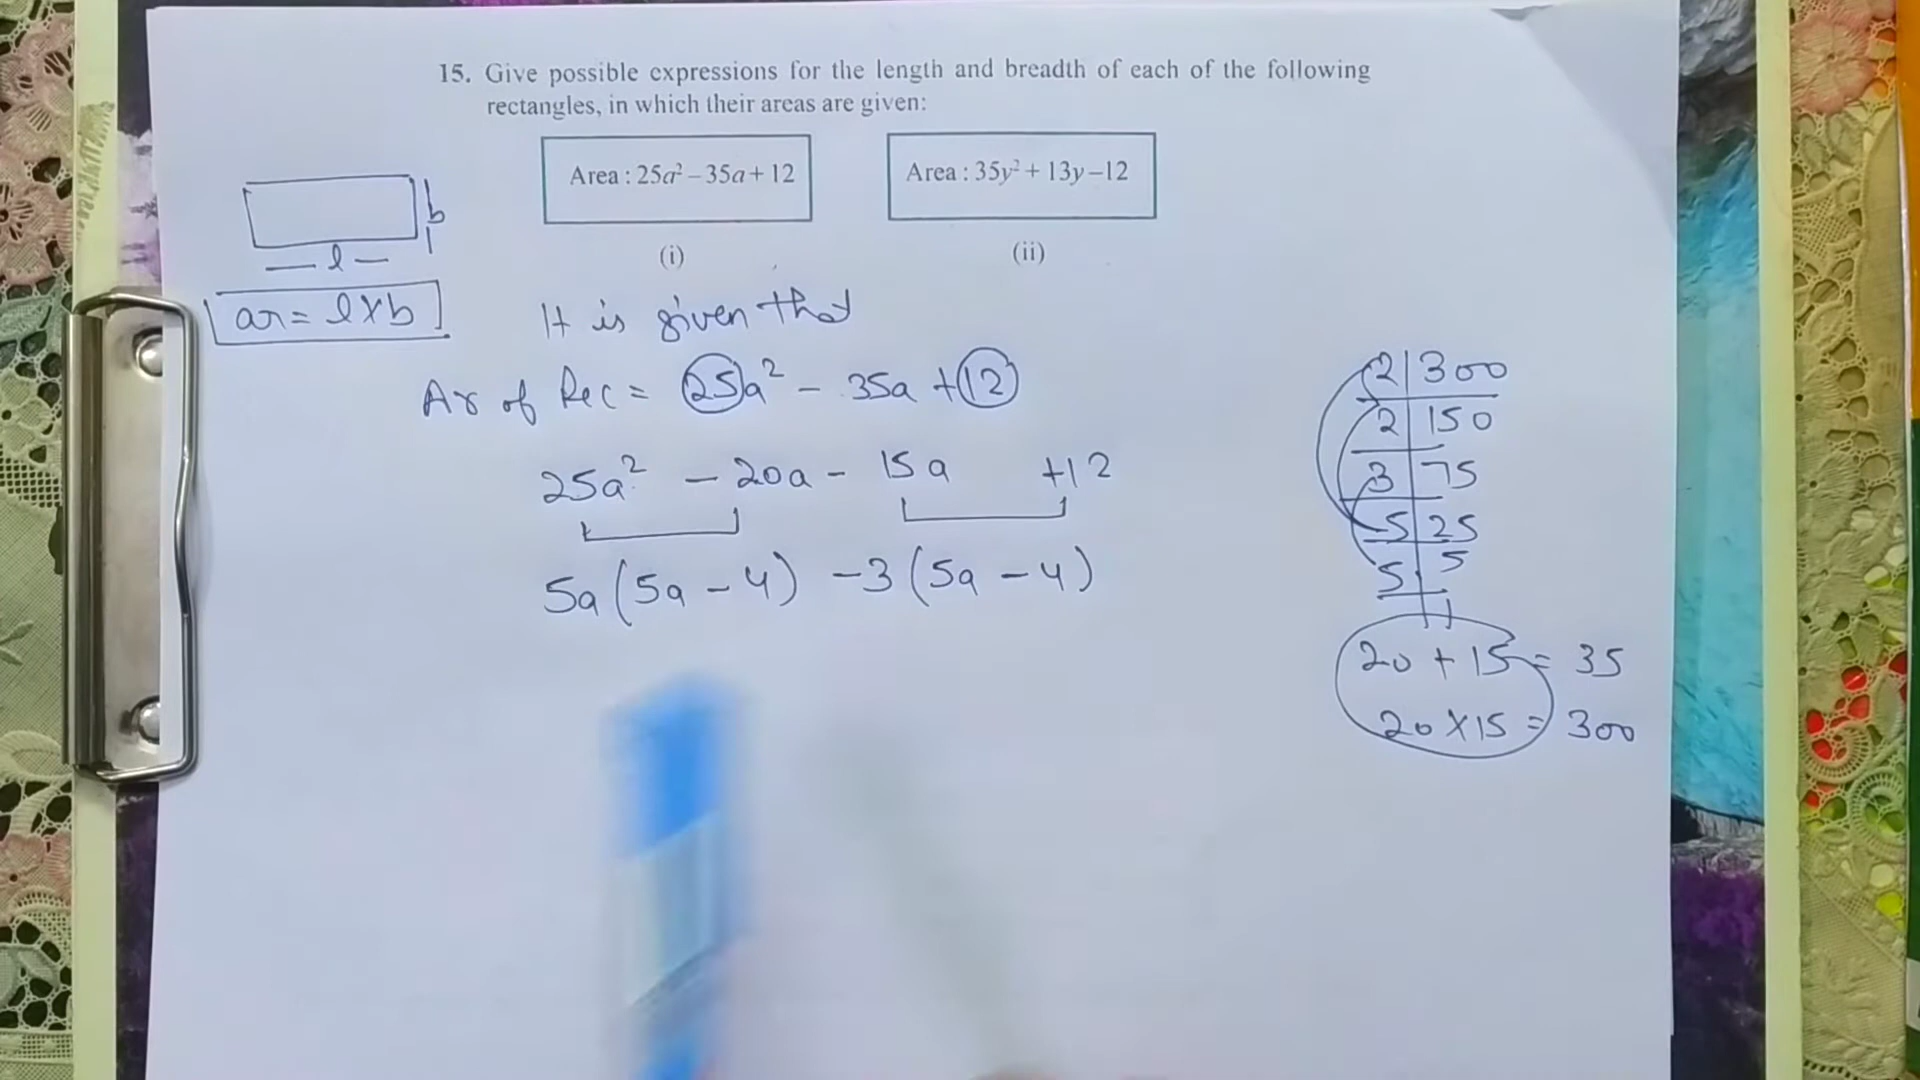 15. Give possible expressions for the length and breadth of each of the following
rectangles, in which their areas are given:
Area : 25a² – 35a + 12
Area : 35y² + 13y – 12
(i)
(ii)
b
l
ar = l x b
It is given that
Ar of Rec = 25a² - 35a + 12
25a² - 20a - 15a + 12
5a (5a - 4) - 3 (5a - 4)
2 | 300
2 | 150
3 | 75
5 | 25
5 | 5
1
20 + 15 = 35
20 x 15 = 300